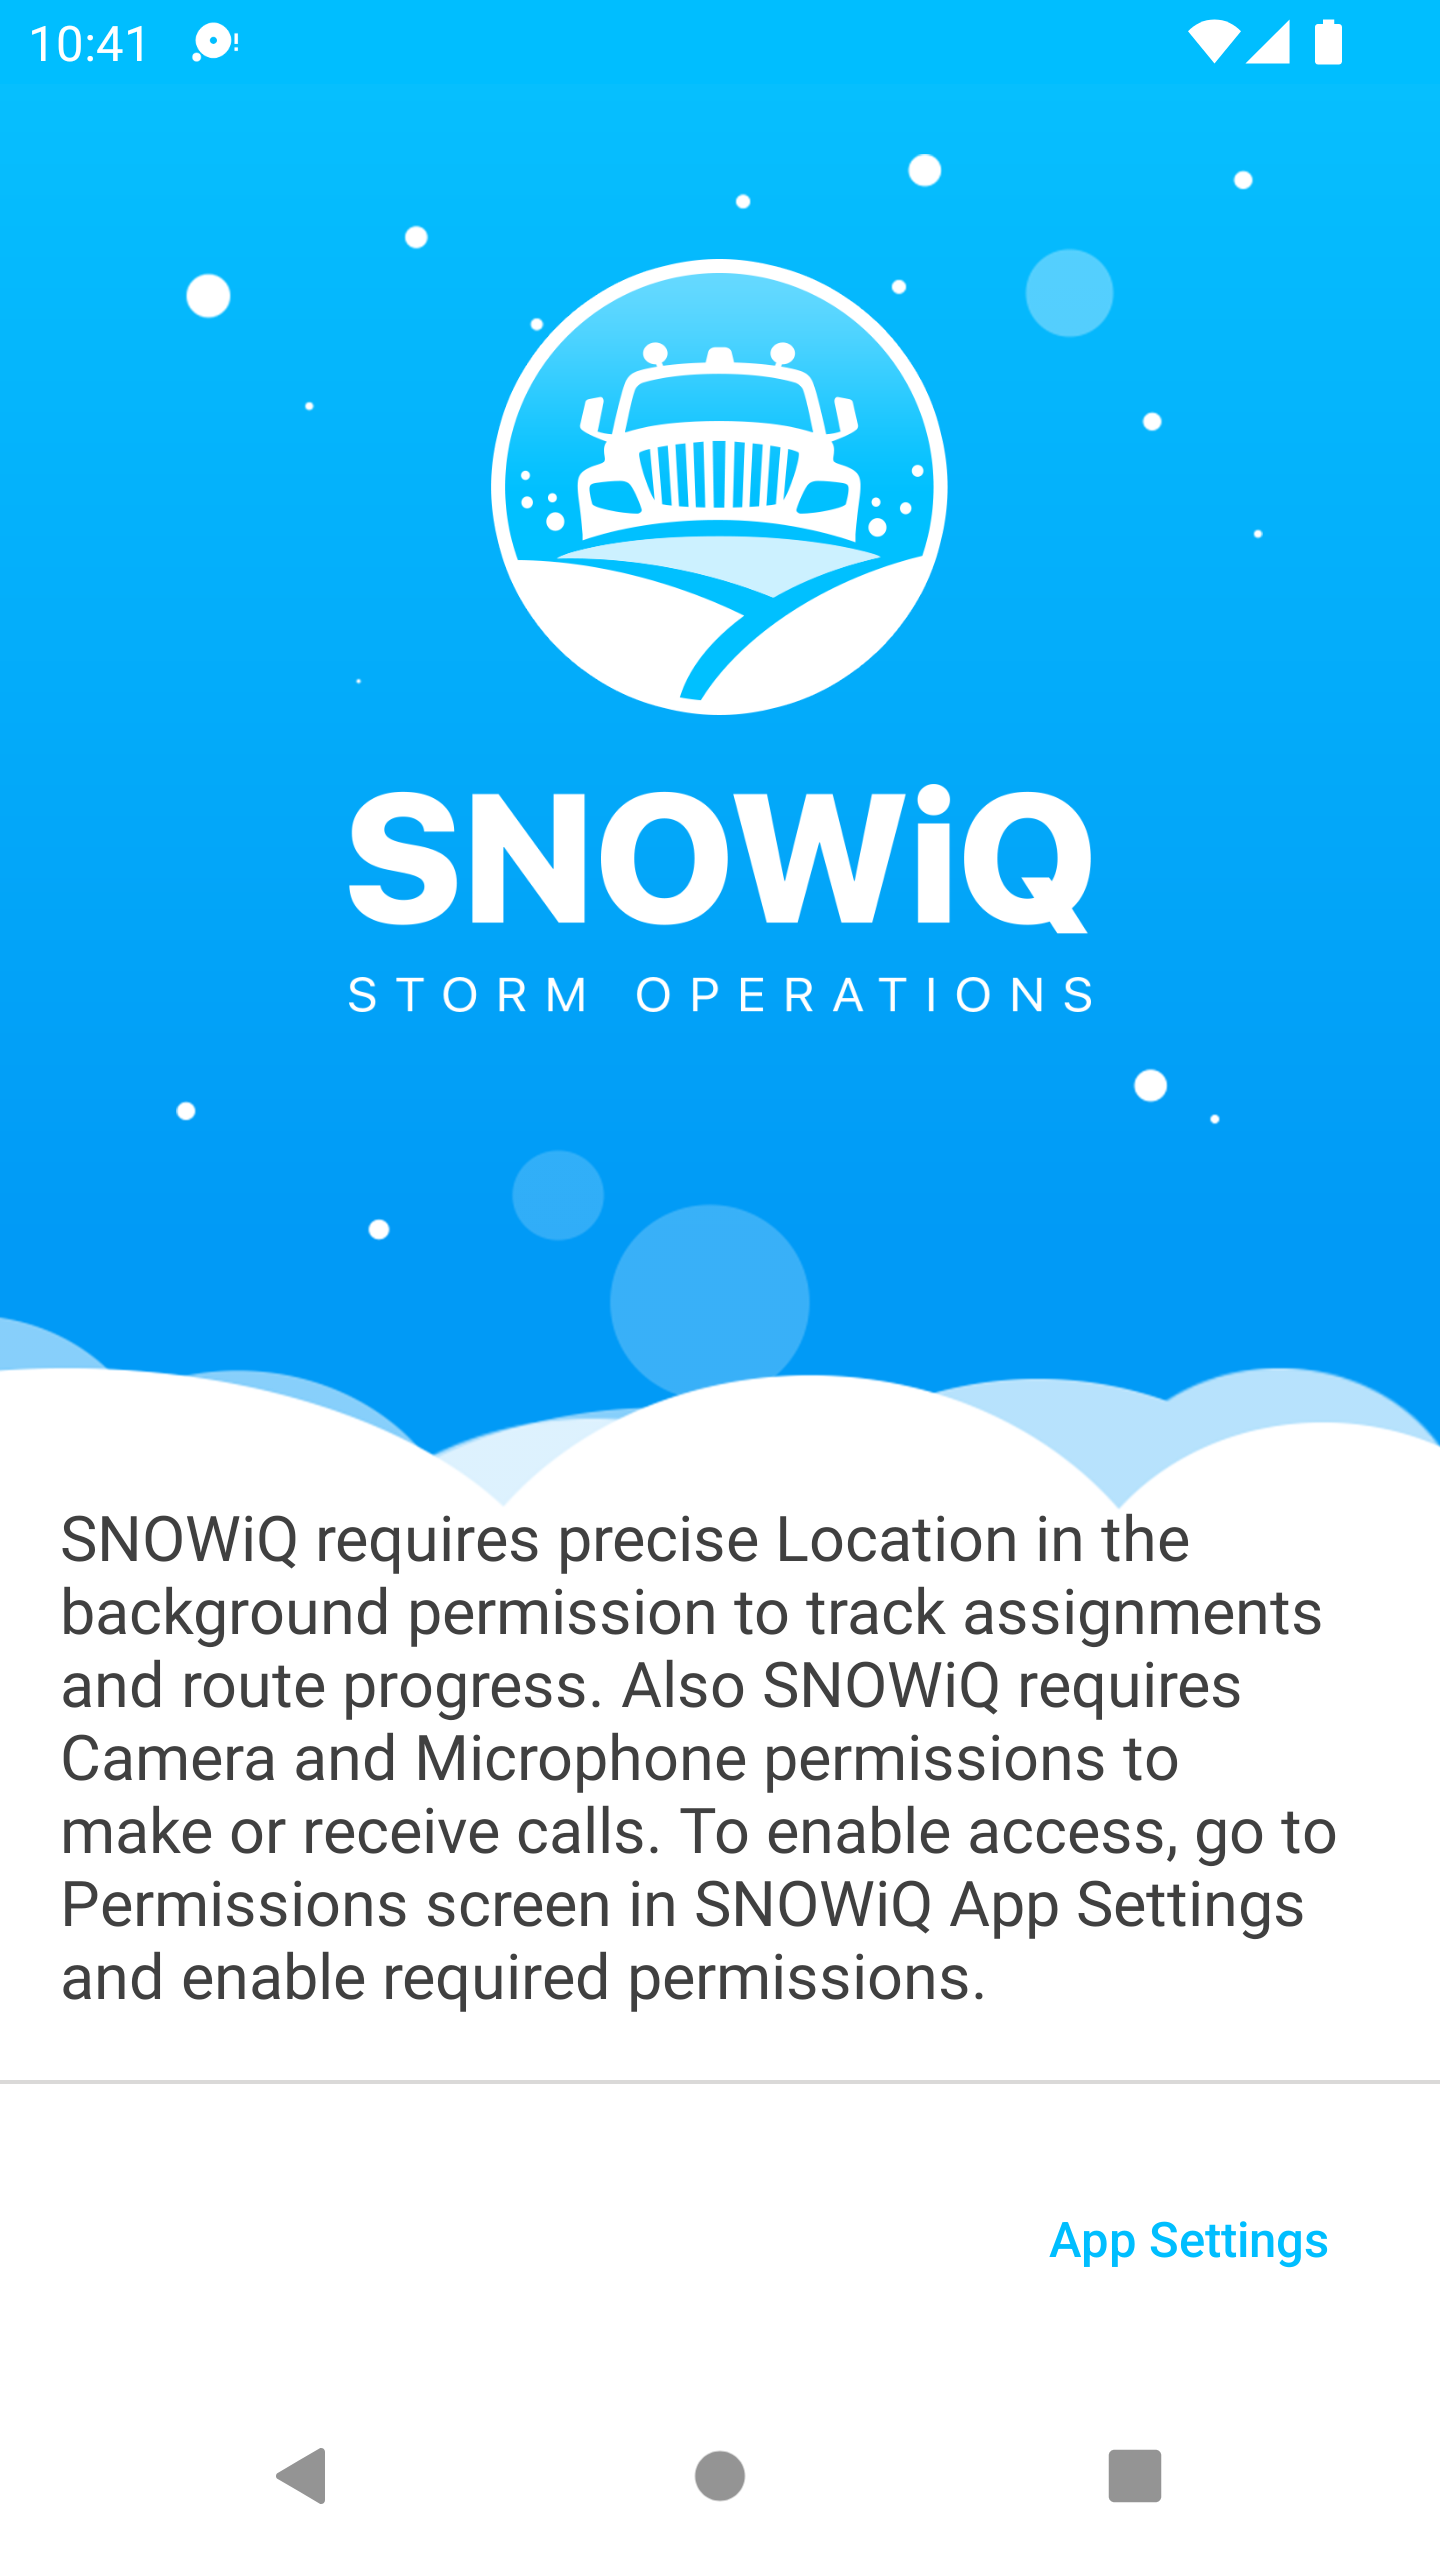 10:41
SNOWiQ
STORM OPERATIONS
SNOWiQ requires precise Location in the
background permission to track assignments
and route progress. Also SNOWiQ requires
Camera and Microphone permissions to
make or receive calls. To enable access, go to
Permissions screen in SNOWiQ App Settings
and enable required permissions.
App Settings